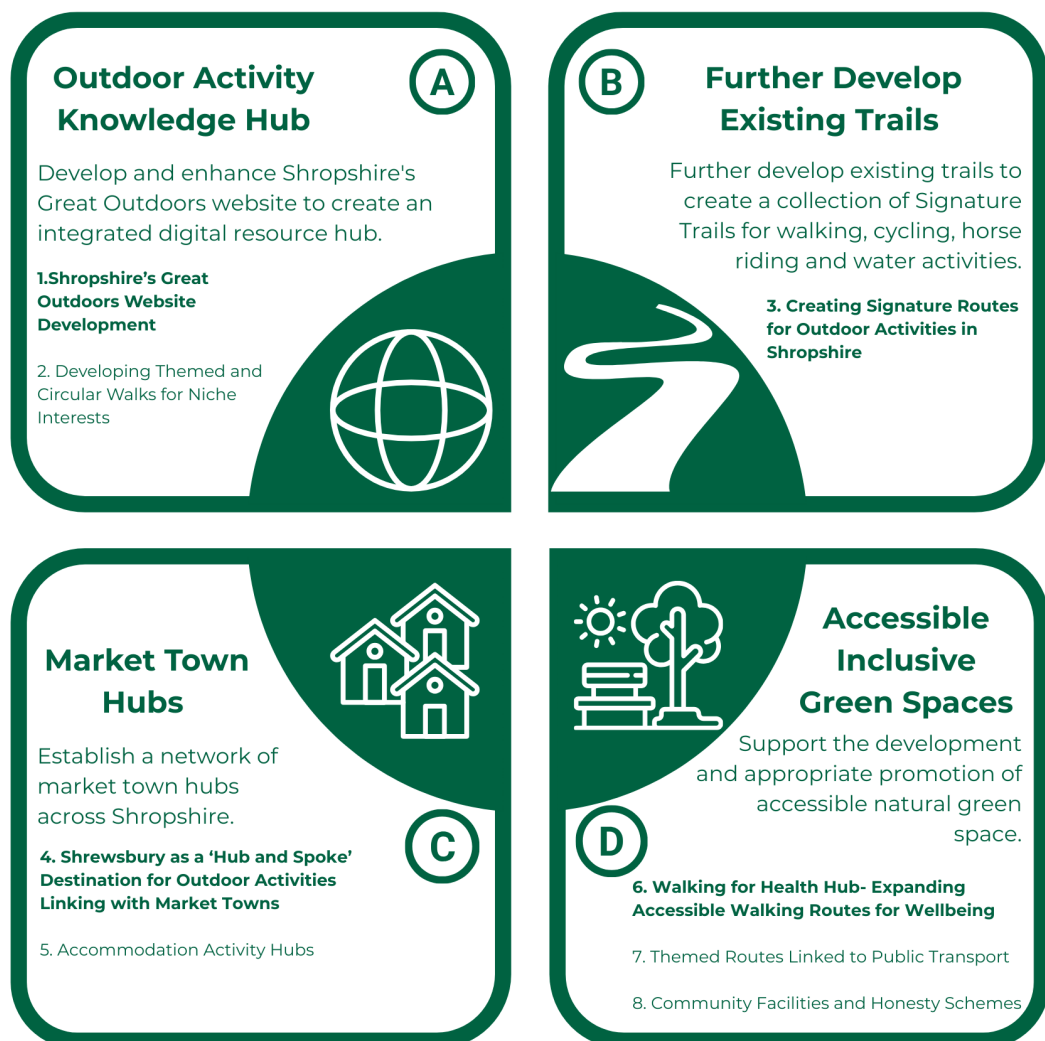 A
Outdoor Activity
Knowledge Hub
Develop and enhance Shropshire's
Great Outdoors website to create an
integrated digital resource hub.
1.Shropshire’s Great
Outdoors Website
Development
2. Developing Themed and
Circular Walks for Niche
Interests
B
Further Develop
Existing Trails
Further develop existing trails to
create a collection of Signature
Trails for walking, cycling, horse
riding and water activities.
3. Creating Signature Routes
for Outdoor Activities in
Shropshire
Market Town
Hubs
Establish a network of
market town hubs
across Shropshire.
C
4. Shrewsbury as a ‘Hub and Spoke’
Destination for Outdoor Activities
Linking with Market Towns
5. Accommodation Activity Hubs
Accessible
Inclusive
Green Spaces
Support the development
and appropriate promotion of
accessible natural green
space.
D
6. Walking for Health Hub- Expanding
Accessible Walking Routes for Wellbeing
7. Themed Routes Linked to Public Transport
8. Community Facilities and Honesty Schemes